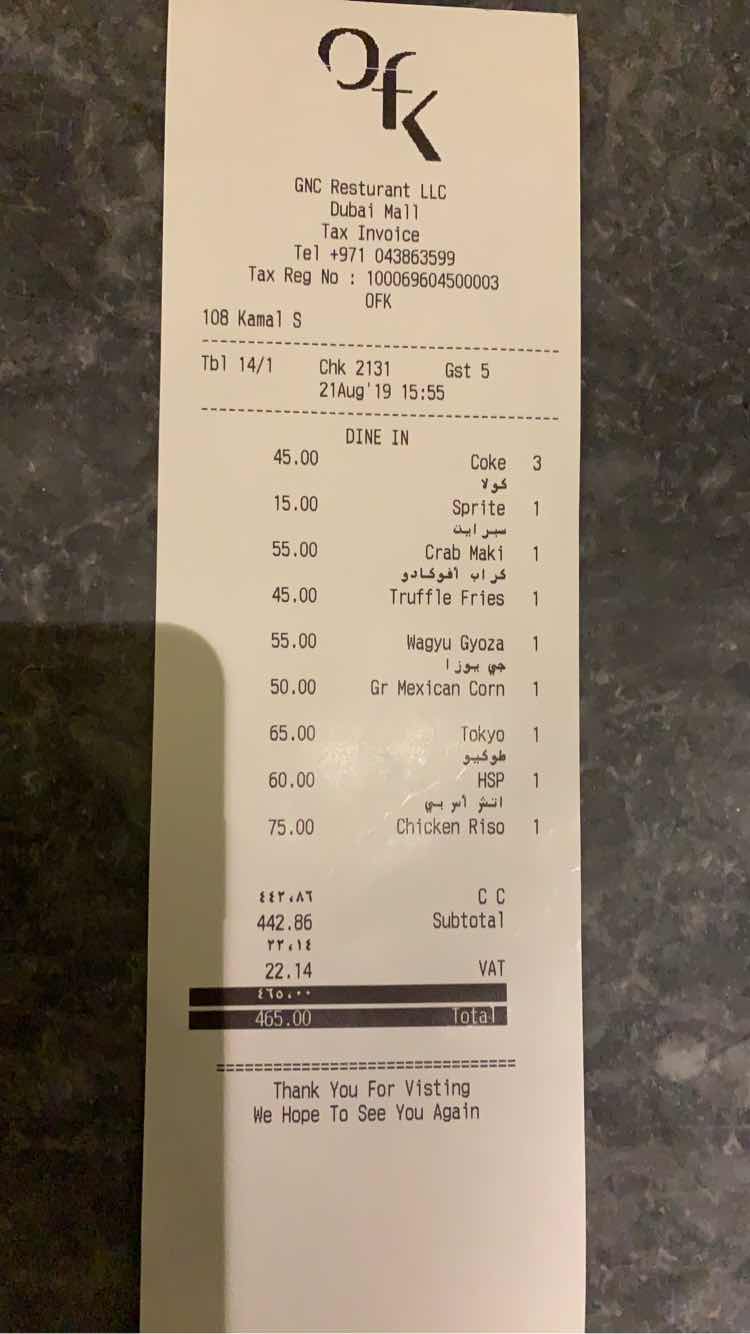 Ofk
GNC Resturant LLC
Dubai Mall
Tax Invoice
Tel +971 043863599
Tax Reg No : 100069604500003
OFK
108 Kamal S
Tbl 14/1 Chk 2131 Gst 5
21Aug'19 15:55
DINE IN
45.00 Coke 3
كولا
15.00 Sprite 1
سبرايت
55.00 Crab Maki 1
كراب أفوكادو
45.00 Truffle Fries 1
55.00 Wagyu Gyoza 1
جي يوزا
50.00 Gr Mexican Corn 1
65.00 Tokyo 1
طوكيو
60.00 HSP 1
اتش أس بي
75.00 Chicken Riso 1
٤٤٢،٨٦ C C
442.86 Subtotal
٢٢،١٤
22.14 VAT
٤٦٥،٠٠
465.00 Total
Thank You For Visting
We Hope To See You Again